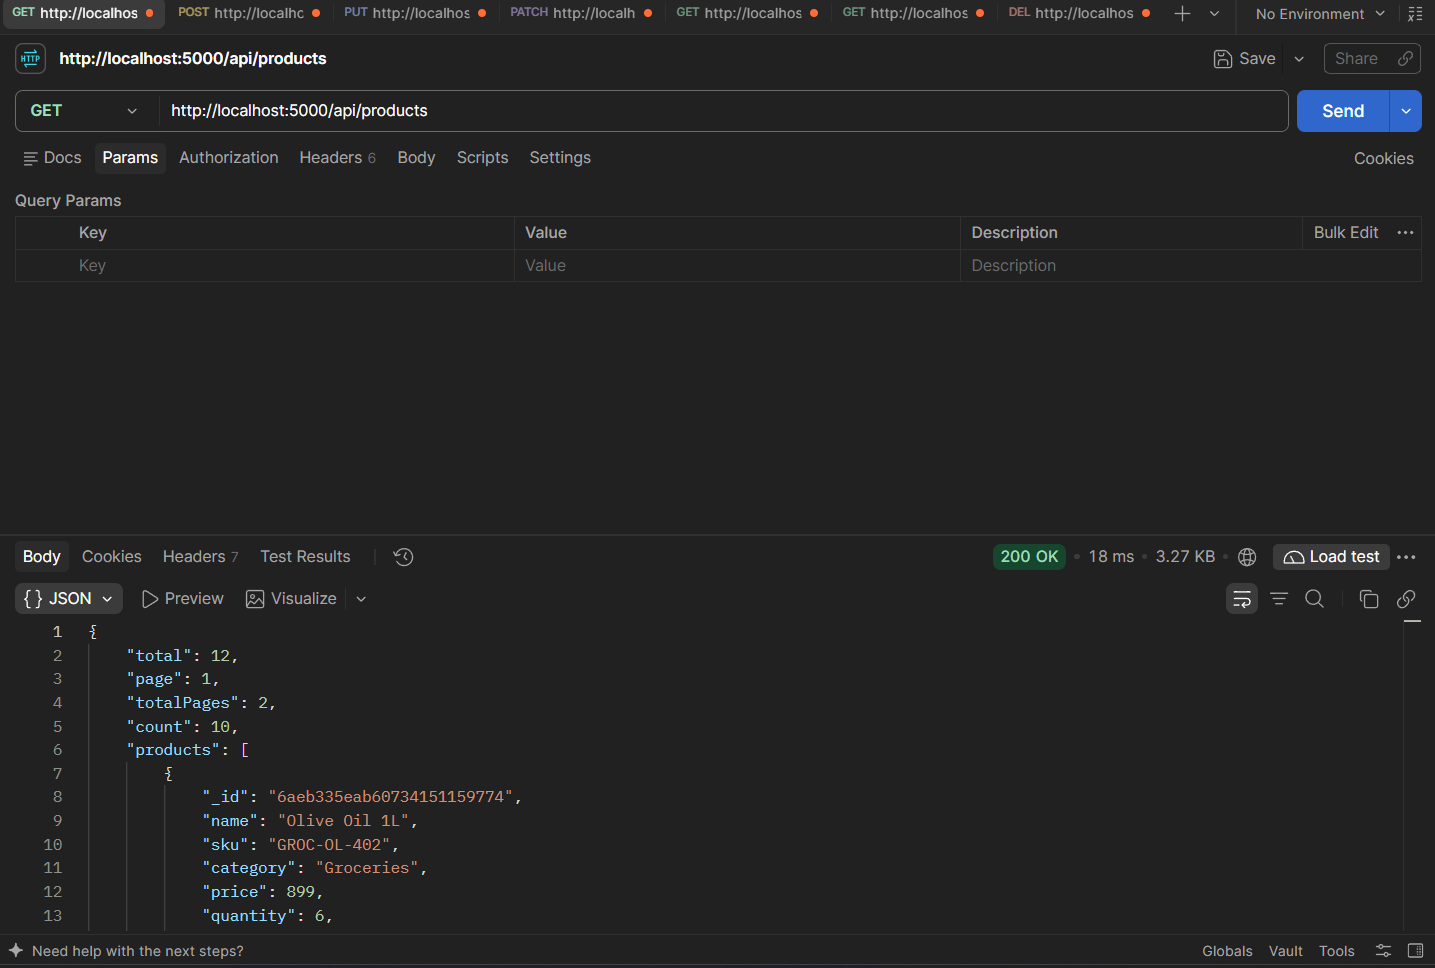 GET http://localhos POST http://localhc PUT http://localhos PATCH http://localh GET http://localhos GET http://localhos DEL http://localhos No Environment
HTTP http://localhost:5000/api/products Save Share
GET http://localhost:5000/api/products Send
Docs Params Authorization Headers 6 Body Scripts Settings Cookies
Query Params
Key Value Description Bulk Edit
Key Value Description
Body Cookies Headers 7 Test Results 200 OK 18 ms 3.27 KB Load test
{} JSON Preview Visualize
1 {
2 "total": 12,
3 "page": 1,
4 "totalPages": 2,
5 "count": 10,
6 "products": [
7 {
8 "_id": "6aeb335eab60734151159774",
9 "name": "Olive Oil 1L",
10 "sku": "GROC-OL-402",
11 "category": "Groceries",
12 "price": 899,
13 "quantity": 6,
Need help with the next steps? Globals Vault Tools